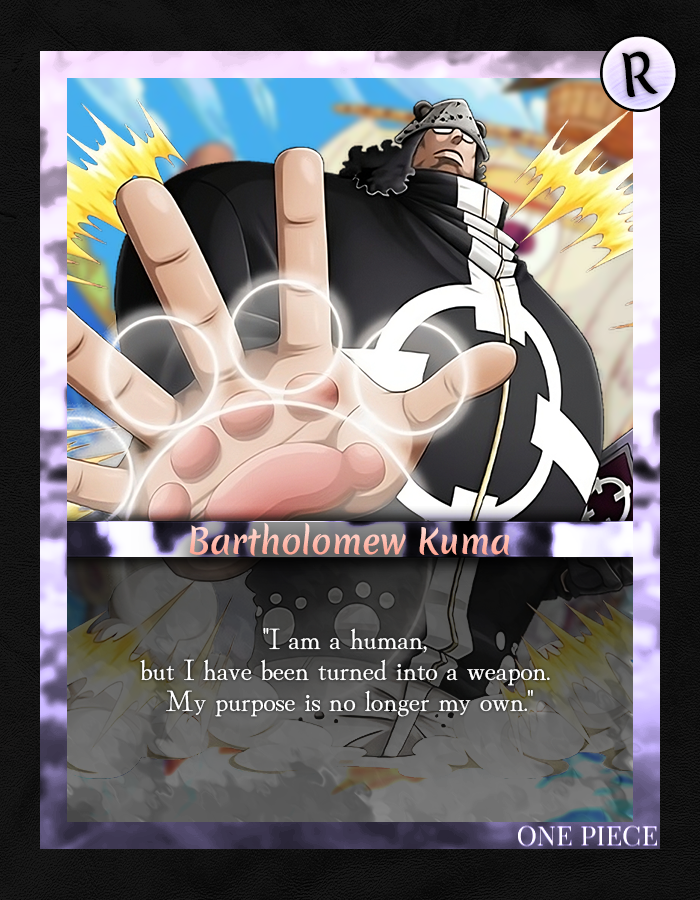 R
Bartholomew Kuma
"I am a human,
but I have been turned into a weapon.
My purpose is no longer my own."
ONE PIECE